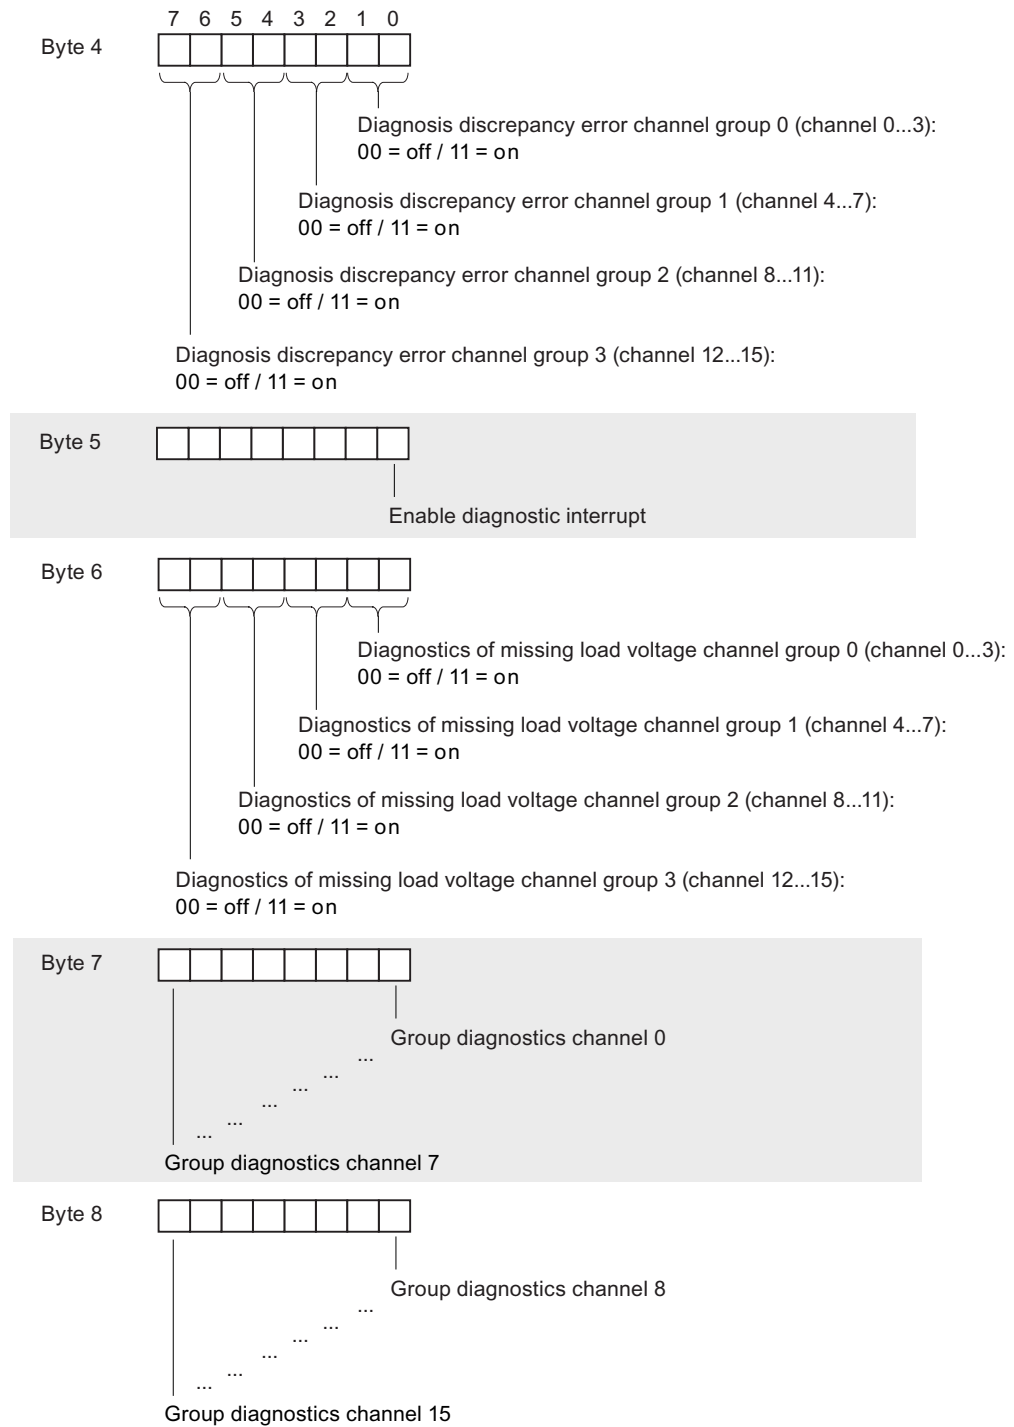 7 6 5 4 3 2 1 0
Byte 4
Diagnosis discrepancy error channel group 0 (channel 0...3):
00 = off / 11 = on
Diagnosis discrepancy error channel group 1 (channel 4...7):
00 = off / 11 = on
Diagnosis discrepancy error channel group 2 (channel 8...11):
00 = off / 11 = on
Diagnosis discrepancy error channel group 3 (channel 12...15):
00 = off / 11 = on
Byte 5
Enable diagnostic interrupt
Byte 6
Diagnostics of missing load voltage channel group 0 (channel 0...3):
00 = off / 11 = on
Diagnostics of missing load voltage channel group 1 (channel 4...7):
00 = off / 11 = on
Diagnostics of missing load voltage channel group 2 (channel 8...11):
00 = off / 11 = on
Diagnostics of missing load voltage channel group 3 (channel 12...15):
00 = off / 11 = on
Byte 7
Group diagnostics channel 0
...
...
...
...
...
...
Group diagnostics channel 7
Byte 8
Group diagnostics channel 8
...
...
...
...
...
...
Group diagnostics channel 15